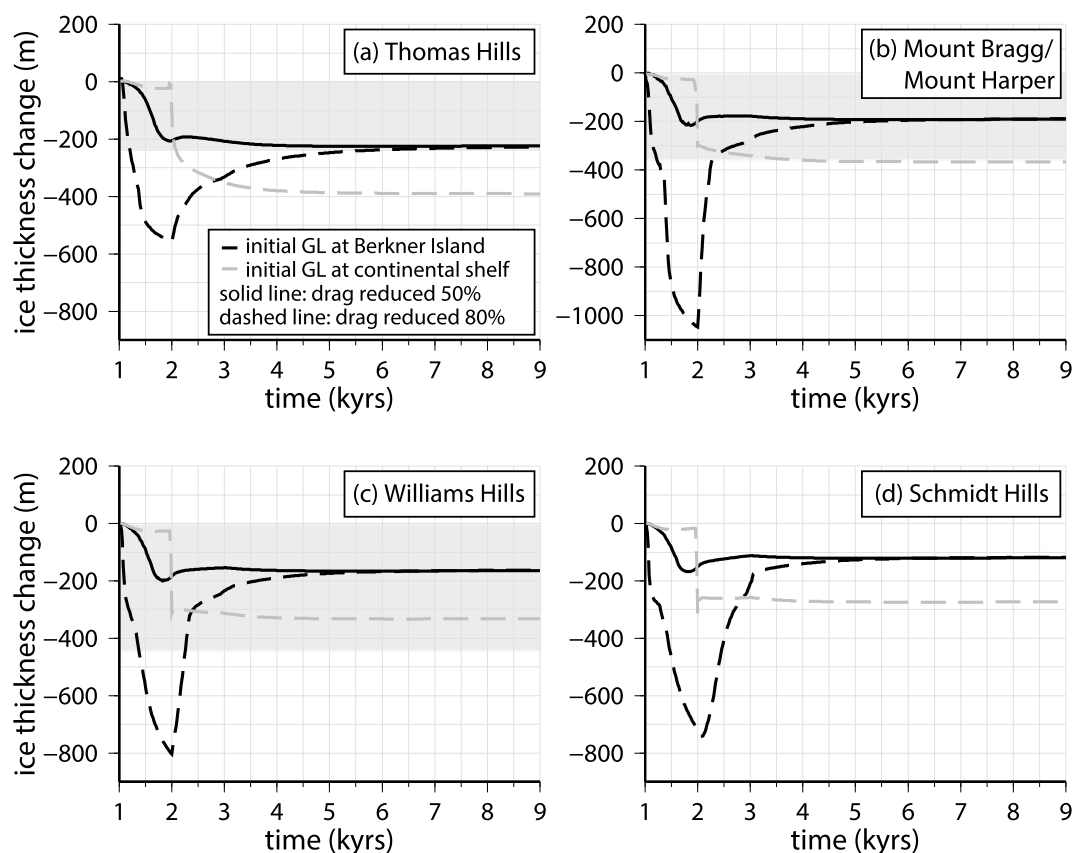 200
0
−200
−400
−600
−800
ice thickness change (m)
(a) Thomas Hills
initial GL at Berkner Island
initial GL at continental shelf
solid line: drag reduced 50%
dashed line: drag reduced 80%
1 2 3 4 5 6 7 8 9
time (kyrs)
200
0
−200
−400
−600
−800
−1000
(b) Mount Bragg/
Mount Harper
1 2 3 4 5 6 7 8 9
time (kyrs)
200
0
−200
−400
−600
−800
ice thickness change (m)
(c) Williams Hills
1 2 3 4 5 6 7 8 9
time (kyrs)
200
0
−200
−400
−600
−800
(d) Schmidt Hills
1 2 3 4 5 6 7 8 9
time (kyrs)